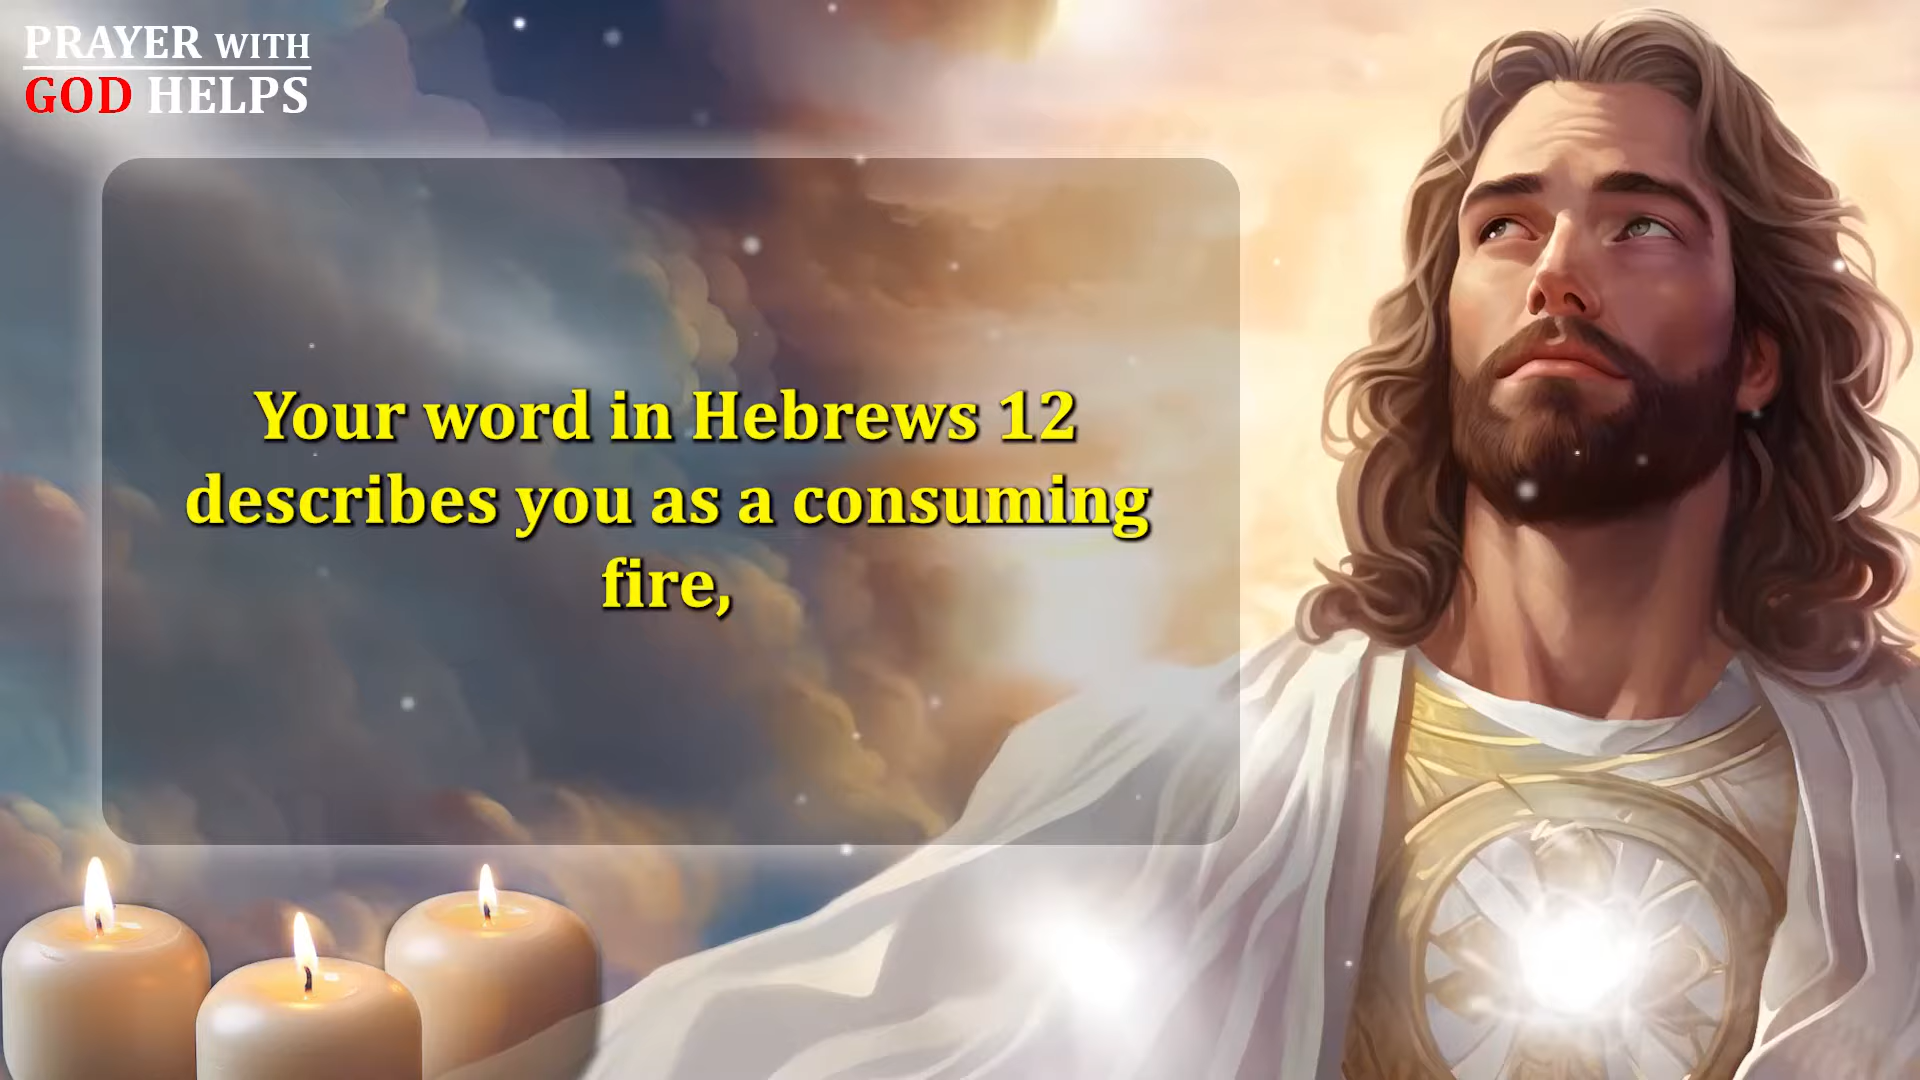 PRAYER WITH
GOD HELPS
Your word in Hebrews 12
describes you as a consuming
fire,